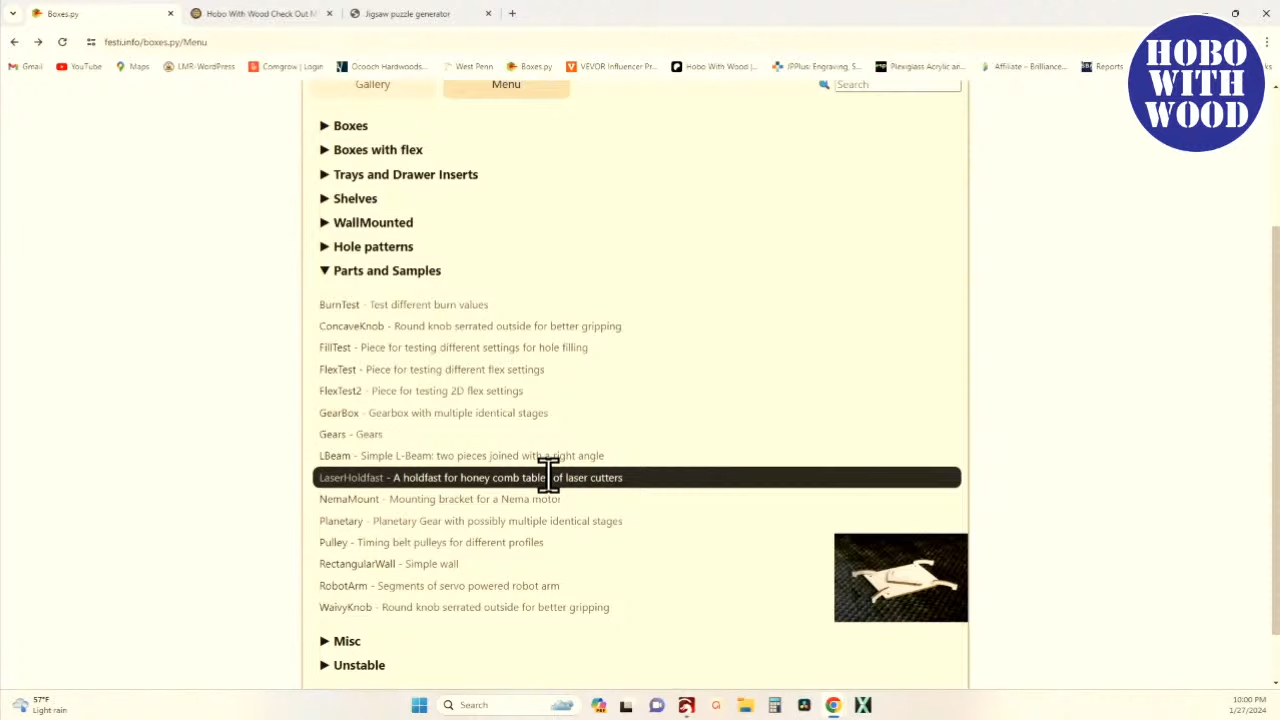 Boxes.py
Hobo With Wood Check Out M
Jigsaw puzzle generator
festi.info/boxes.py/Menu
Gmail
YouTube
Maps
LMR-WordPress
Comgrow | Login
Ocooch Hardwoods...
West Penn
Boxes.py
VEVOR Influencer Pr...
Hobo With Wood |...
JPPlus: Engraving, S...
Plexiglass Acrylic an...
Affiliate – Brilliance...
Reports
HOBO
WITH
WOOD
Gallery
Menu
Search
Boxes
Boxes with flex
Trays and Drawer Inserts
Shelves
WallMounted
Hole patterns
Parts and Samples
BurnTest - Test different burn values
ConcaveKnob - Round knob serrated outside for better gripping
FillTest - Piece for testing different settings for hole filling
FlexTest - Piece for testing different flex settings
FlexTest2 - Piece for testing 2D flex settings
GearBox - Gearbox with multiple identical stages
Gears - Gears
LBeam - Simple L-Beam: two pieces joined with a right angle
LaserHoldfast - A holdfast for honey comb tables of laser cutters
NemaMount - Mounting bracket for a Nema motor
Planetary - Planetary Gear with possibly multiple identical stages
Pulley - Timing belt pulleys for different profiles
RectangularWall - Simple wall
RobotArm - Segments of servo powered robot arm
WaivyKnob - Round knob serrated outside for better gripping
Misc
Unstable
57°F
Light rain
Search
10:00 PM
1/27/2024